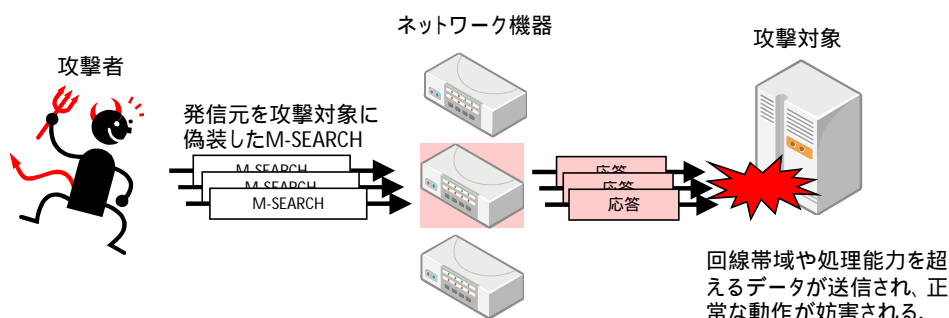 ネットワーク機器
攻撃対象
攻撃者
発信元を攻撃対象に
偽装したM-SEARCH
M-SEARCH
M-SEARCH
M-SEARCH
応答
応答
応答
回線帯域や処理能力を超
えるデータが送信され、正
常な動作が妨害される。